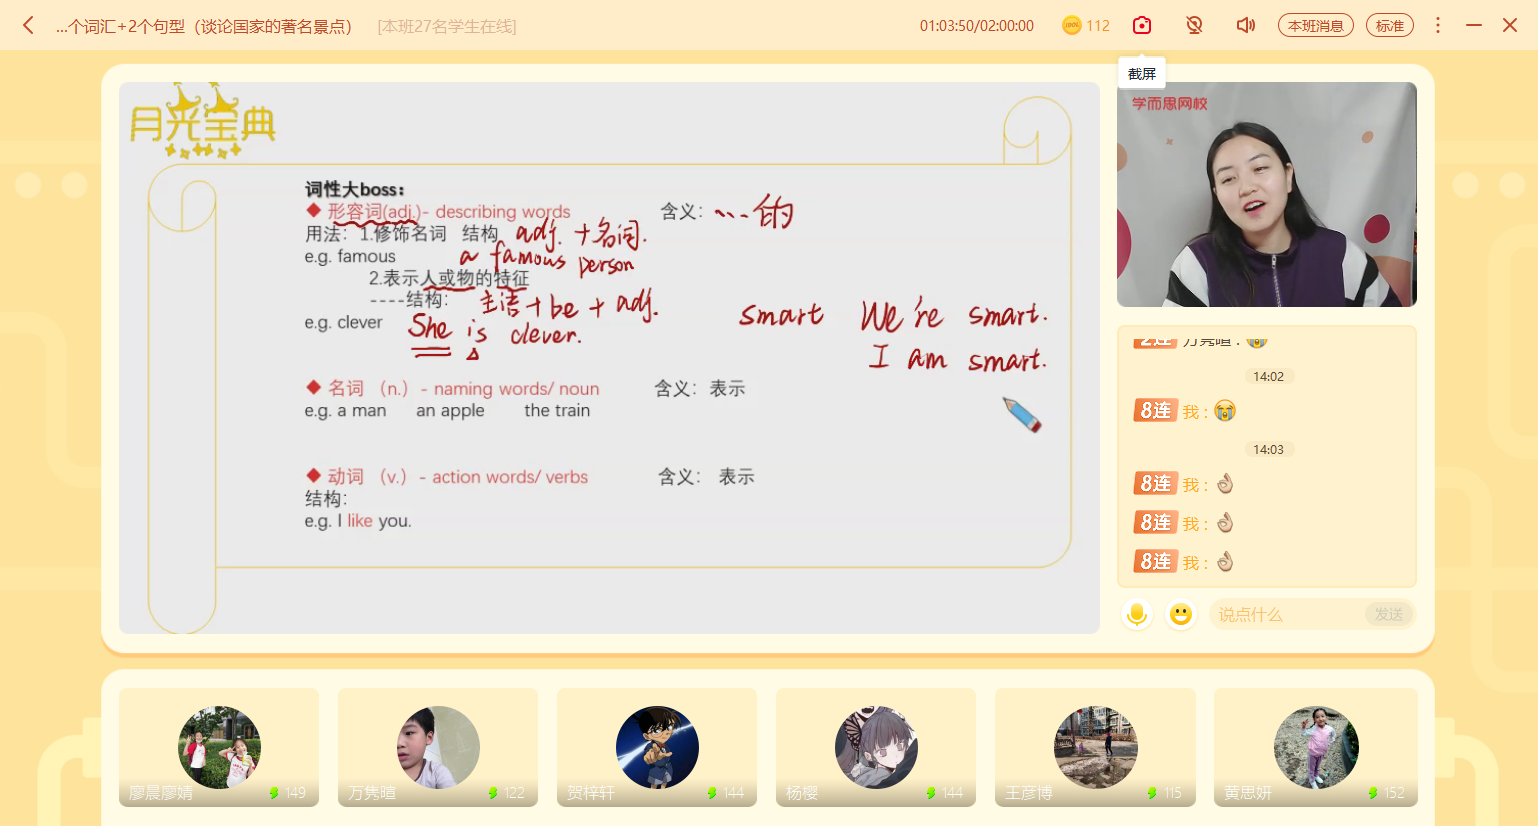 ...个词汇+2个句型（谈论国家的著名景点）
[本班27名学生在线]
01:03:50/02:00:00
112
本班消息
标准
截屏
月光宝典
词性大boss：
形容词(adj.)- describing words 含义： ...的
用法：1.修饰名词 结构 adj. + 名词.
e.g. famous a famous person
2.表示人或物的特征
----结构： 主语 + be + adj.
e.g. clever She is clever.
smart We're smart.
I am smart.
名词 （n.）- naming words/ noun 含义：表示
e.g. a man an apple the train
动词 （v.）- action words/ verbs 含义： 表示
结构：
e.g. I like you.
学而思网校
2连 万隽暄：
14:02
8连 我：
14:03
8连 我：
8连 我：
8连 我：
说点什么
发送
廖晨廖婧 149
万隽暄 122
贺梓轩 144
杨樱 144
王彦博 115
黄思妍 152